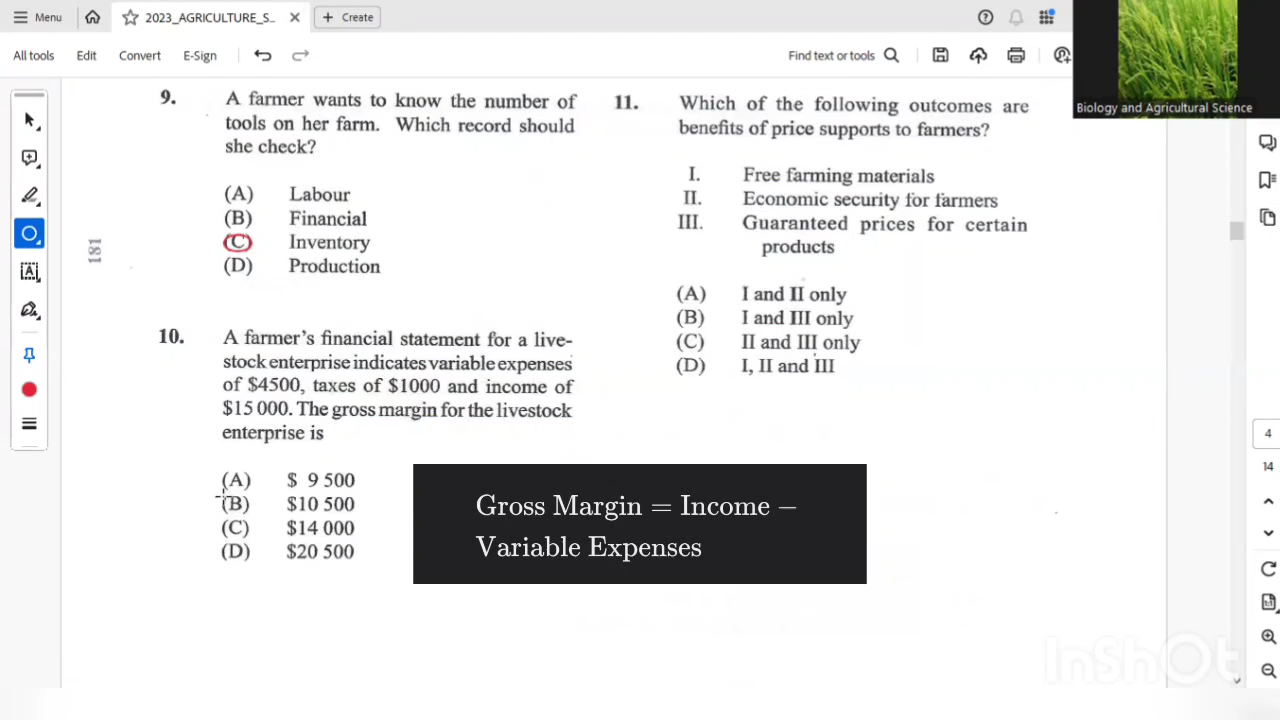 Menu
2023_AGRICULTURE_S...
Create
All tools
Edit
Convert
E-Sign
Find text or tools
Biology and Agricultural Science
181
9. A farmer wants to know the number of
tools on her farm. Which record should
she check?
(A) Labour
(B) Financial
(C) Inventory
(D) Production
10. A farmer's financial statement for a live-
stock enterprise indicates variable expenses
of $4500, taxes of $1000 and income of
$15 000. The gross margin for the livestock
enterprise is
(A) $ 9 500
(B) $10 500
(C) $14 000
(D) $20 500
11. Which of the following outcomes are
benefits of price supports to farmers?
I. Free farming materials
II. Economic security for farmers
III. Guaranteed prices for certain
products
(A) I and II only
(B) I and III only
(C) II and III only
(D) I, II and III
Gross Margin = Income −
Variable Expenses
4
14
InShOt